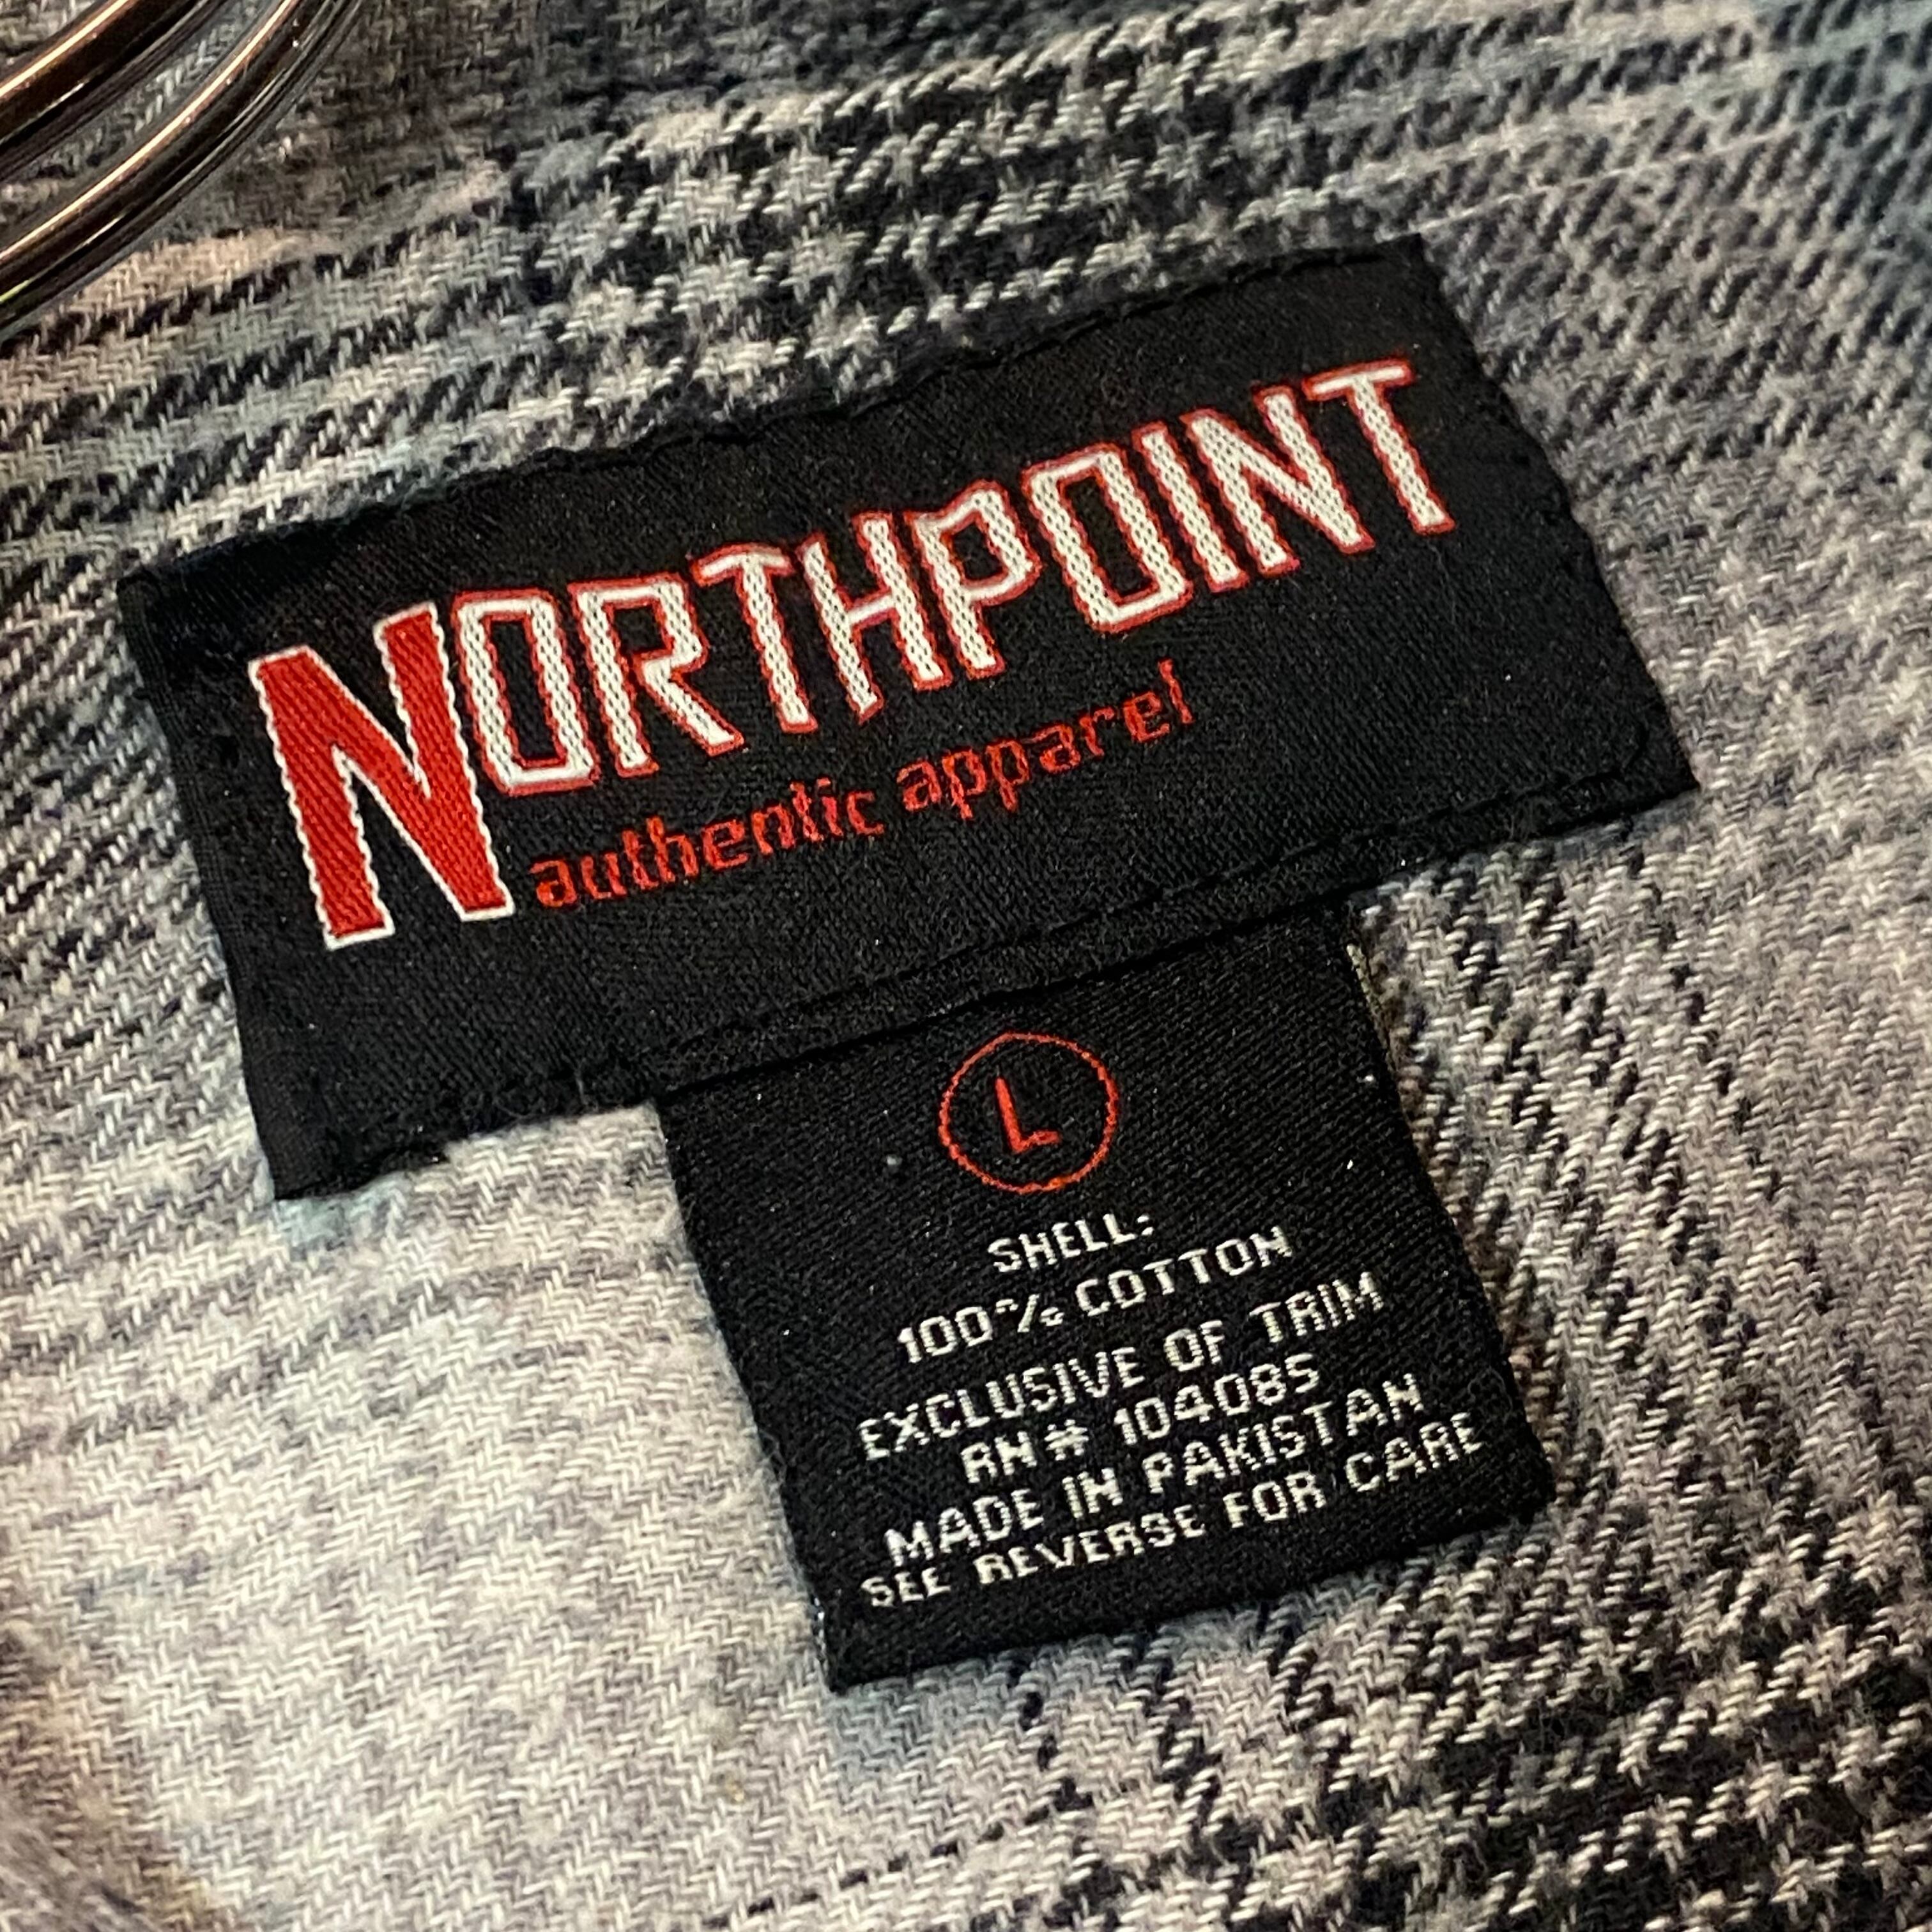 NORTHPOINT
authentic apparel
L
SHELL:
100% COTTON
EXCLUSIVE OF TRIM
RN# 104085
MADE IN PAKISTAN
SEE REVERSE FOR CARE